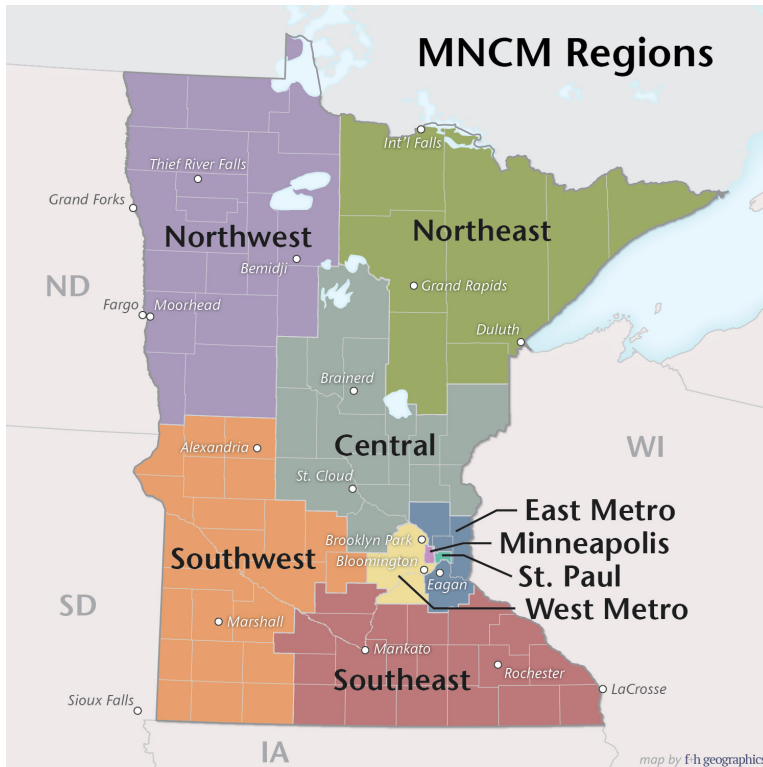 MNCM Regions
Int'l Falls
Thief River Falls
Grand Forks
Northwest
Northeast
Bemidji
ND
Grand Rapids
Fargo
Moorhead
Duluth
Brainerd
Central
WI
Alexandria
St. Cloud
East Metro
Brooklyn Park
Minneapolis
Southwest
Bloomington
St. Paul
Eagan
SD
West Metro
Marshall
Mankato
Rochester
Southeast
LaCrosse
Sioux Falls
IA
map by f+h geographics